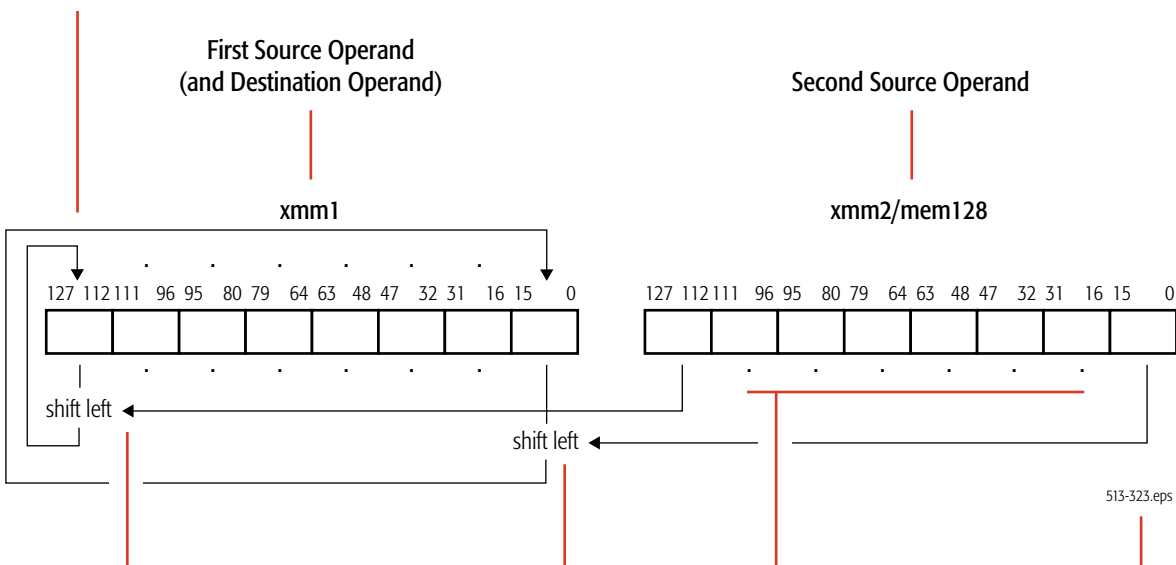 First Source Operand
(and Destination Operand)
Second Source Operand
xmm1
xmm2/mem128
127 112 111 96 95 80 79 64 63 48 47 32 31 16 15 0
127 112 111 96 95 80 79 64 63 48 47 32 31 16 15 0
shift left
shift left
513-323.eps